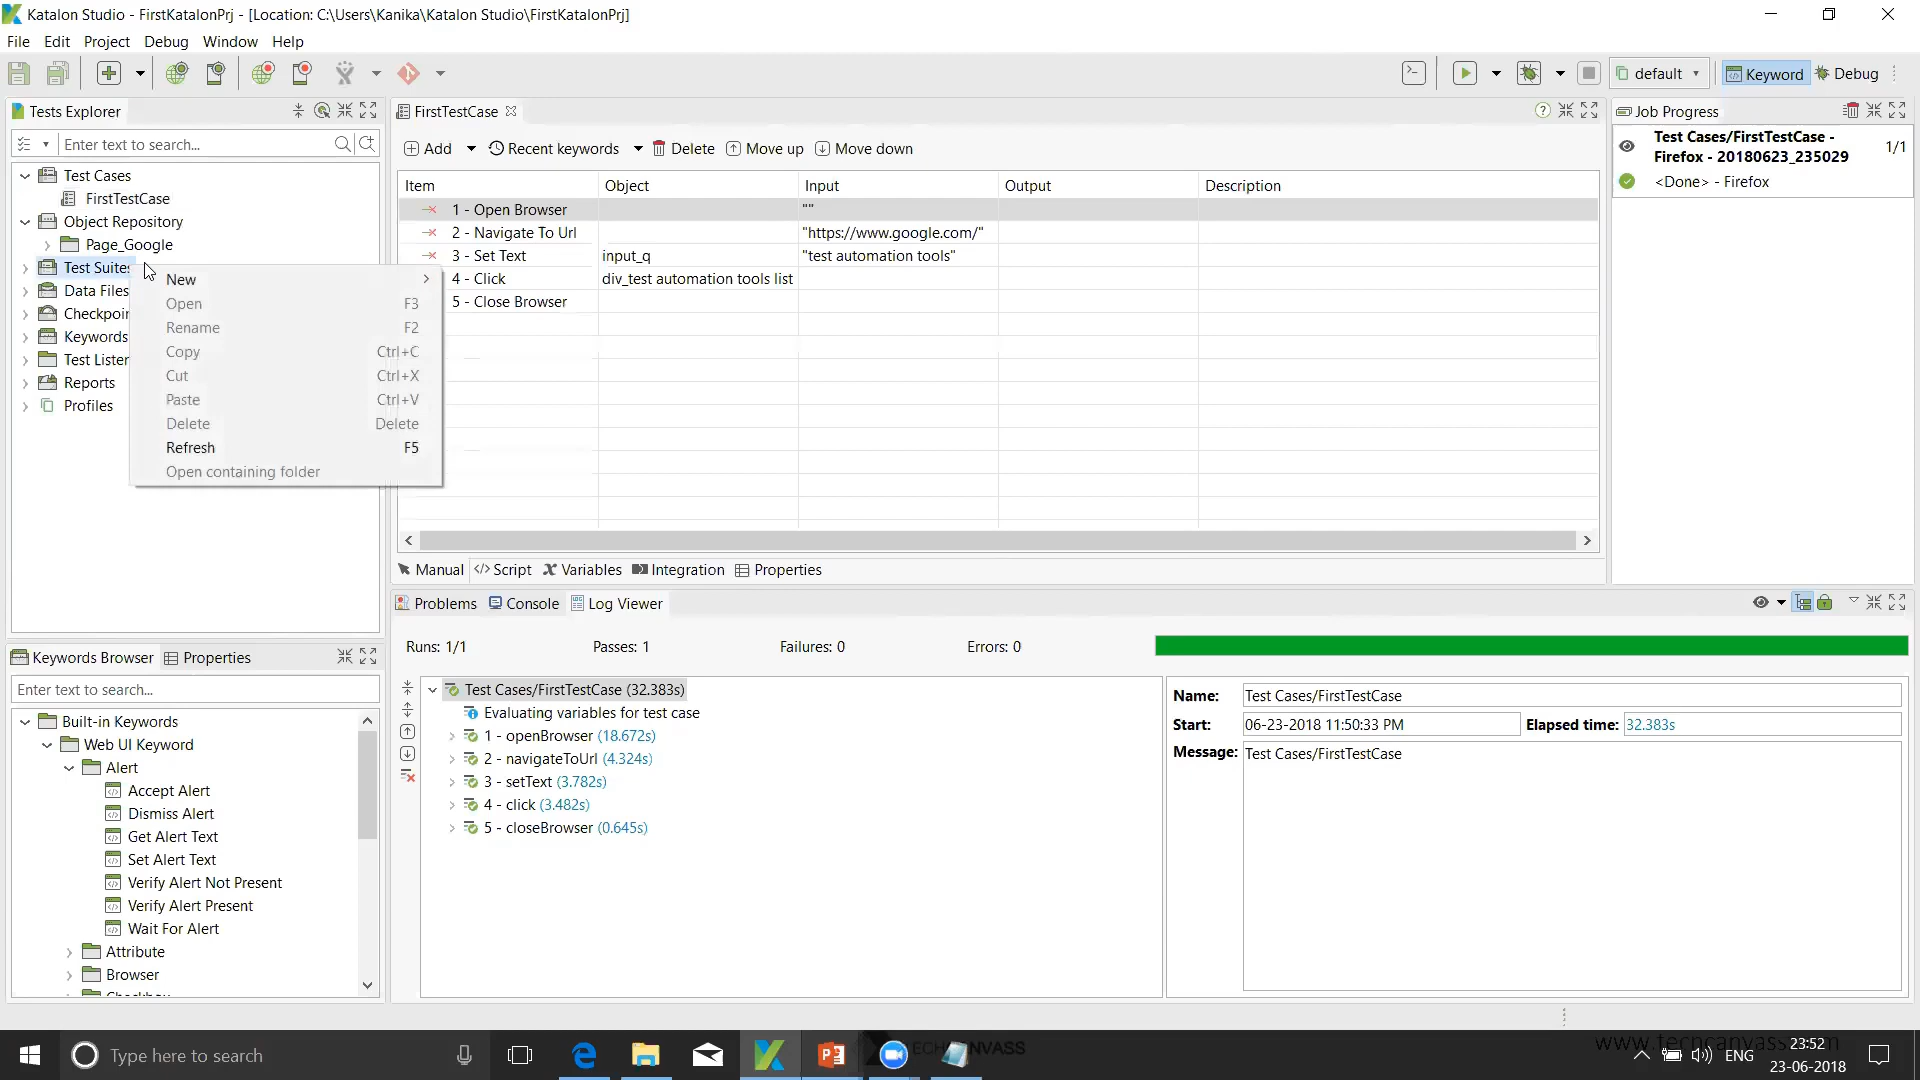 Katalon Studio - FirstKatalonPrj - [Location: C:\Users\Kanika\Katalon Studio\FirstKatalonPrj]
File Edit Project Debug Window Help
default Keyword Debug
Tests Explorer
Enter text to search...
Test Cases
FirstTestCase
Object Repository
Page_Google
Test Suites
Data Files
Keywords
Reports
Profiles
New
Open F3
Rename F2
Copy Ctrl+C
Cut Ctrl+X
Paste Ctrl+V
Delete Delete
Refresh F5
Open containing folder
FirstTestCase
Add Recent keywords Delete Move up Move down
Item Object Input Output Description
1 - Open Browser ""
2 - Navigate To Url "https://www.google.com/"
3 - Set Text input_q "test automation tools"
4 - Click div_test automation tools list
5 - Close Browser
Manual </> Script Variables Integration Properties
Job Progress
Test Cases/FirstTestCase - Firefox - 20180623_235029 1/1
<Done> - Firefox
Keywords Browser Properties
Enter text to search...
Built-in Keywords
Web UI Keyword
Alert
Accept Alert
Dismiss Alert
Get Alert Text
Set Alert Text
Verify Alert Not Present
Verify Alert Present
Wait For Alert
Attribute
Browser
Problems Console Log Viewer
Runs: 1/1 Passes: 1 Failures: 0 Errors: 0
Test Cases/FirstTestCase (32.383s)
Evaluating variables for test case
1 - openBrowser (18.672s)
2 - navigateToUrl (4.324s)
3 - setText (3.782s)
4 - click (3.482s)
5 - closeBrowser (0.645s)
Name: Test Cases/FirstTestCase
Start: 06-23-2018 11:50:33 PM Elapsed time: 32.383s
Message: Test Cases/FirstTestCase
Type here to search
ENG
23:52
23-06-2018